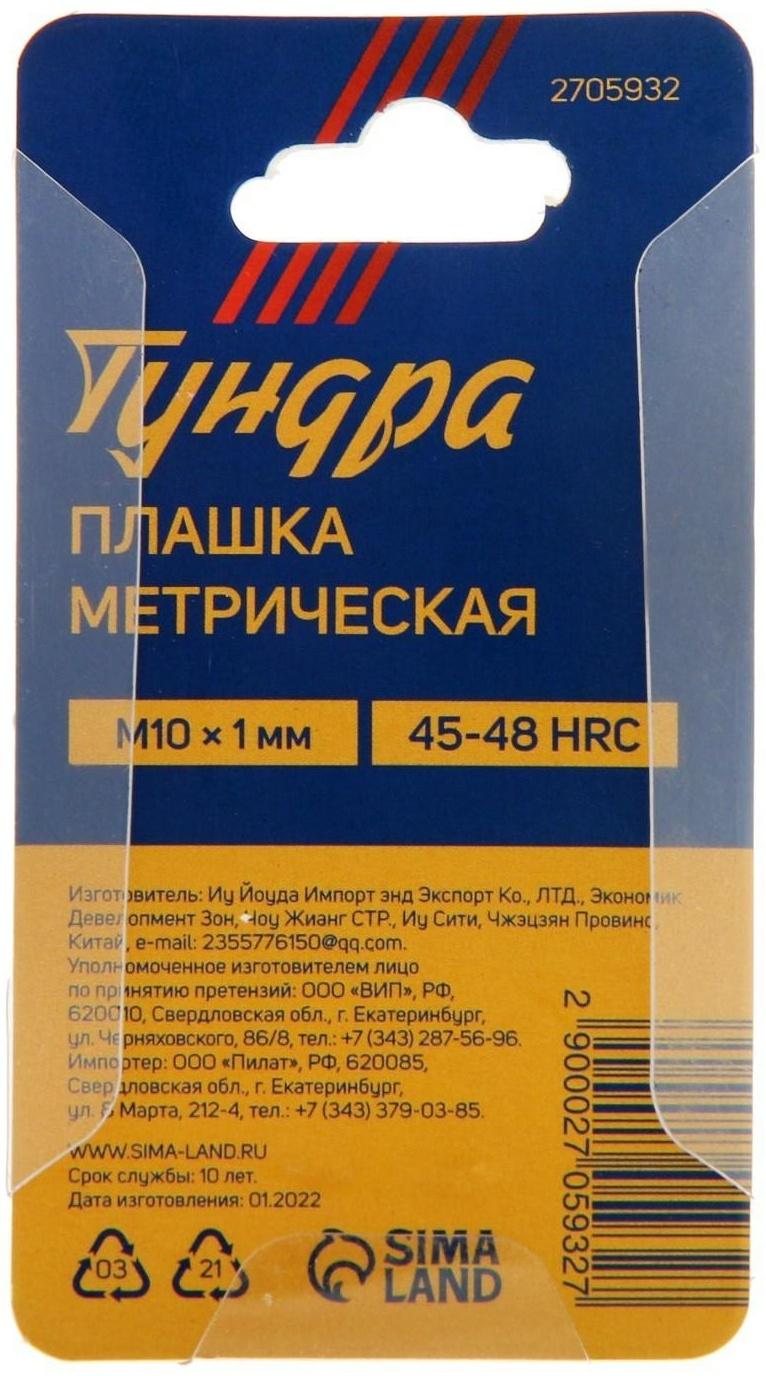 2705932
Тундра
ПЛАШКА
МЕТРИЧЕСКАЯ
М10 × 1 мм
45-48 HRC
Изготовитель: Иу Йоуда Импорт энд Экспорт Ко., ЛТД., Экономик
Девелопмент Зон, Чоу Жианг СТР., Иу Сити, Чжэцзян Провинс,
Китай, e-mail: 2355776150@qq.com.
Уполномоченное изготовителем лицо
по принятию претензий: ООО «ВИП», РФ,
620010, Свердловская обл., г. Екатеринбург,
ул. Черняховского, 86/8, тел.: +7 (343) 287-56-96.
Импортер: ООО «Пилат», РФ, 620085,
Свердловская обл., г. Екатеринбург,
ул. 8 Марта, 212-4, тел.: +7 (343) 379-03-85.
WWW.SIMA-LAND.RU
Срок службы: 10 лет.
Дата изготовления: 01.2022
03
21
SIMA
LAND
2 900027 059327